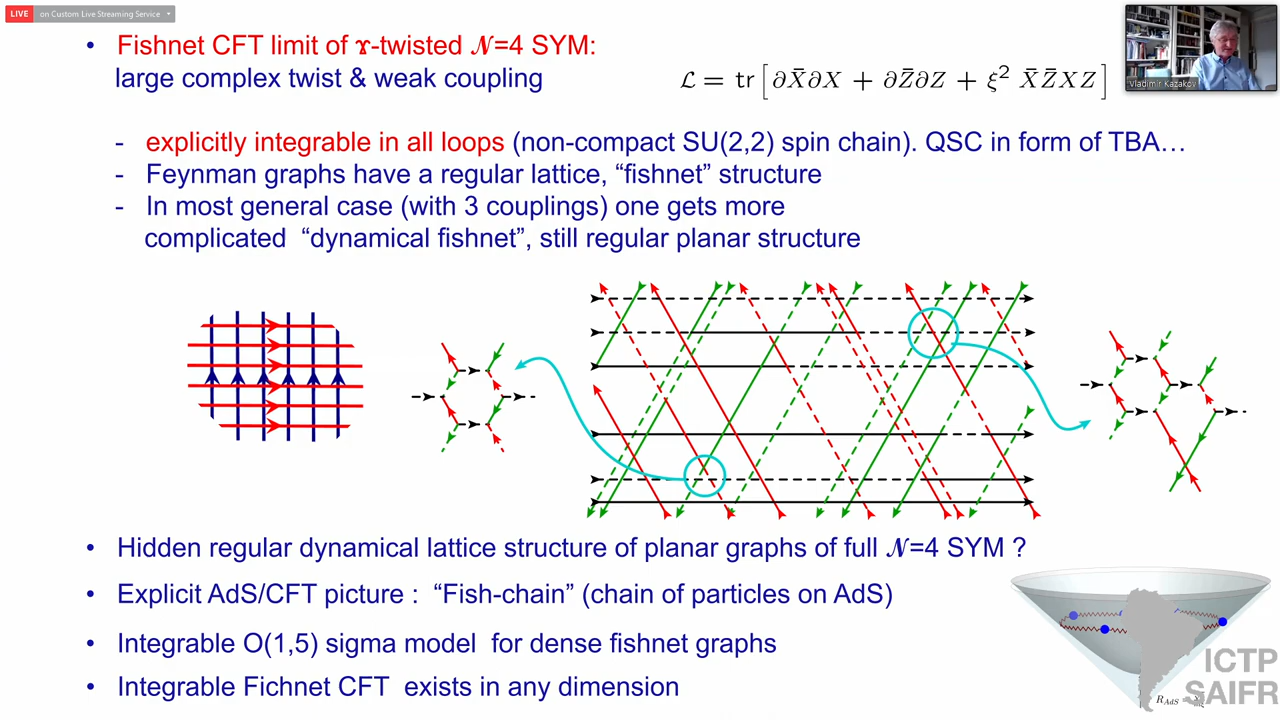 LIVE on Custom Live Streaming Service
• Fishnet CFT limit of ɤ-twisted 𝒩=4 SYM:
large complex twist & weak coupling
ℒ = tr[∂X̄∂X + ∂Z̄∂Z + ξ² X̄Z̄XZ]
Vladimir Kazakov
- explicitly integrable in all loops (non-compact SU(2,2) spin chain). QSC in form of TBA…
- Feynman graphs have a regular lattice, “fishnet” structure
- In most general case (with 3 couplings) one gets more
complicated “dynamical fishnet”, still regular planar structure
• Hidden regular dynamical lattice structure of planar graphs of full 𝒩=4 SYM ?
• Explicit AdS/CFT picture : “Fish-chain” (chain of particles on AdS)
• Integrable O(1,5) sigma model for dense fishnet graphs
• Integrable Fichnet CFT exists in any dimension
ICTP
SAIFR
R_AdS